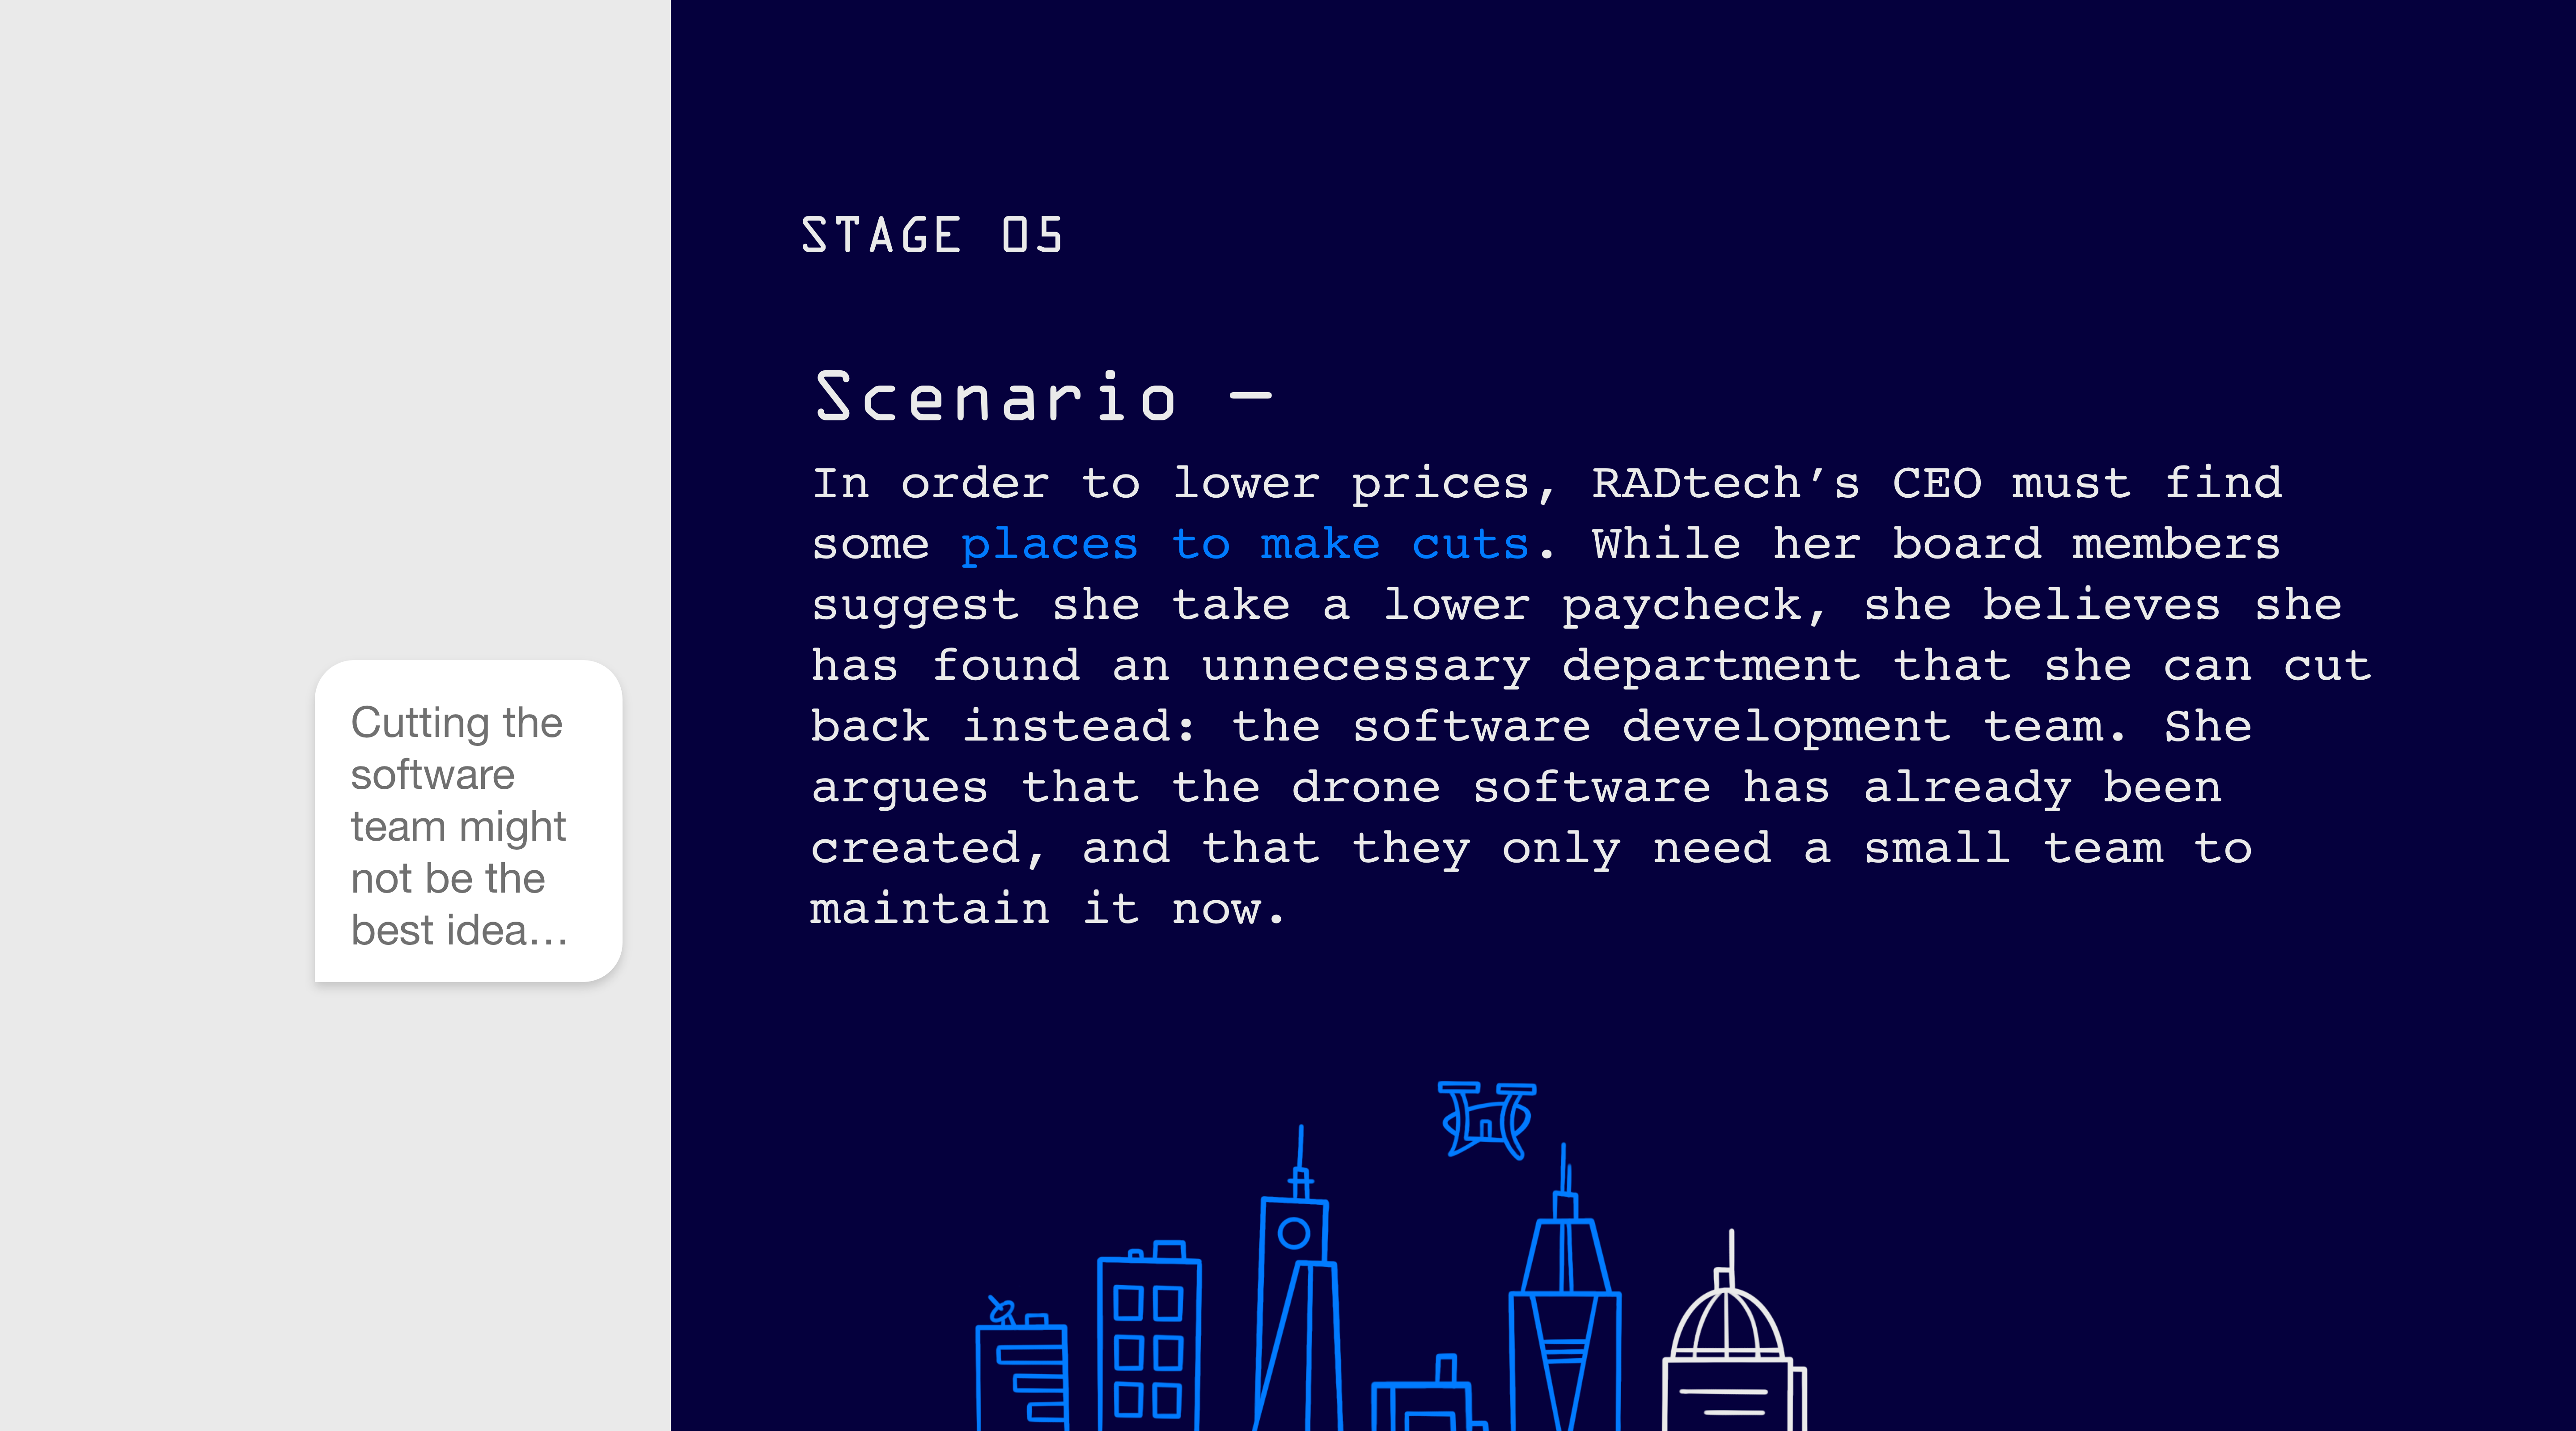 STAGE 05
Scenario —
In order to lower prices, RADtech’s CEO must find
some places to make cuts. While her board members
suggest she take a lower paycheck, she believes she
has found an unnecessary department that she can cut
back instead: the software development team. She
argues that the drone software has already been
created, and that they only need a small team to
maintain it now.
Cutting the
software
team might
not be the
best idea…